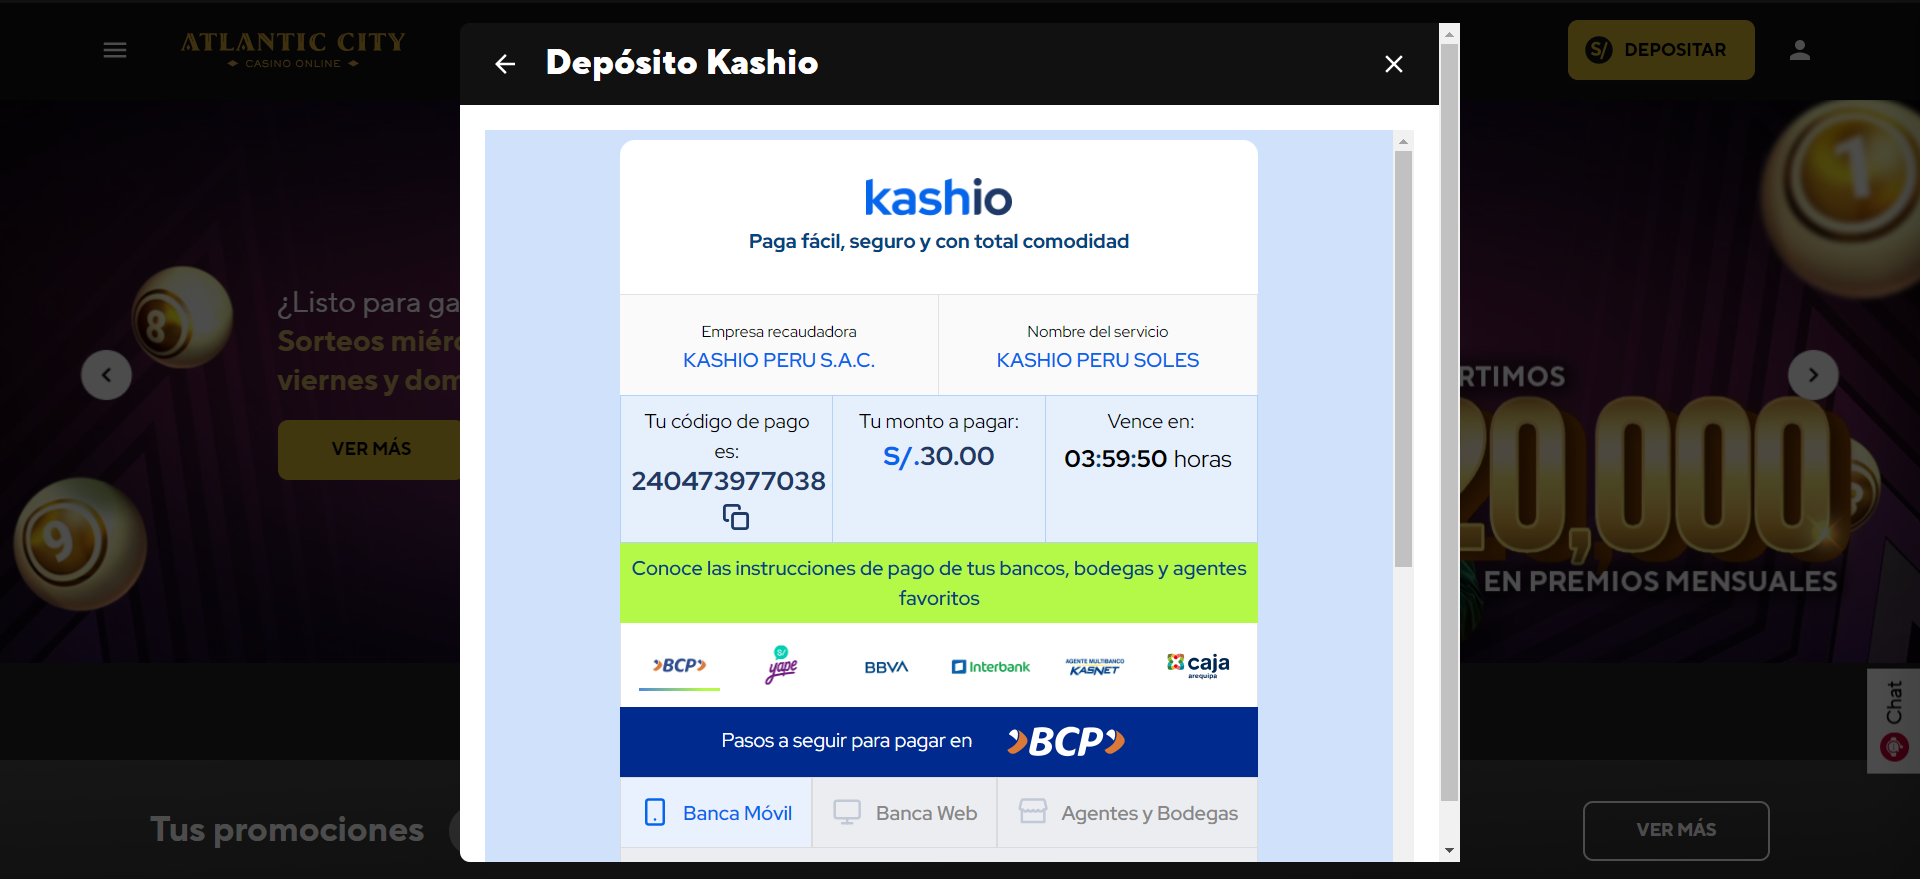 ATLANTIC CITY
CASINO ONLINE
Depósito Kashio
S/ DEPOSITAR
kashio
Paga fácil, seguro y con total comodidad
Empresa recaudadora
KASHIO PERU S.A.C.
Nombre del servicio
KASHIO PERU SOLES
Tu código de pago
es:
240473977038
Tu monto a pagar:
S/.30.00
Vence en:
03:59:50 horas
Conoce las instrucciones de pago de tus bancos, bodegas y agentes
favoritos
BCP
S/
yape
BBVA
Interbank
AGENTE MULTIBANCO
KASNET
caja
arequipa
Pasos a seguir para pagar en BCP
Banca Móvil
Banca Web
Agentes y Bodegas
8
9
1
¿Listo para ga
Sorteos miérc
viernes y dom
VER MÁS
RTIMOS
20,000
EN PREMIOS MENSUALES
Chat
Tus promociones
VER MÁS